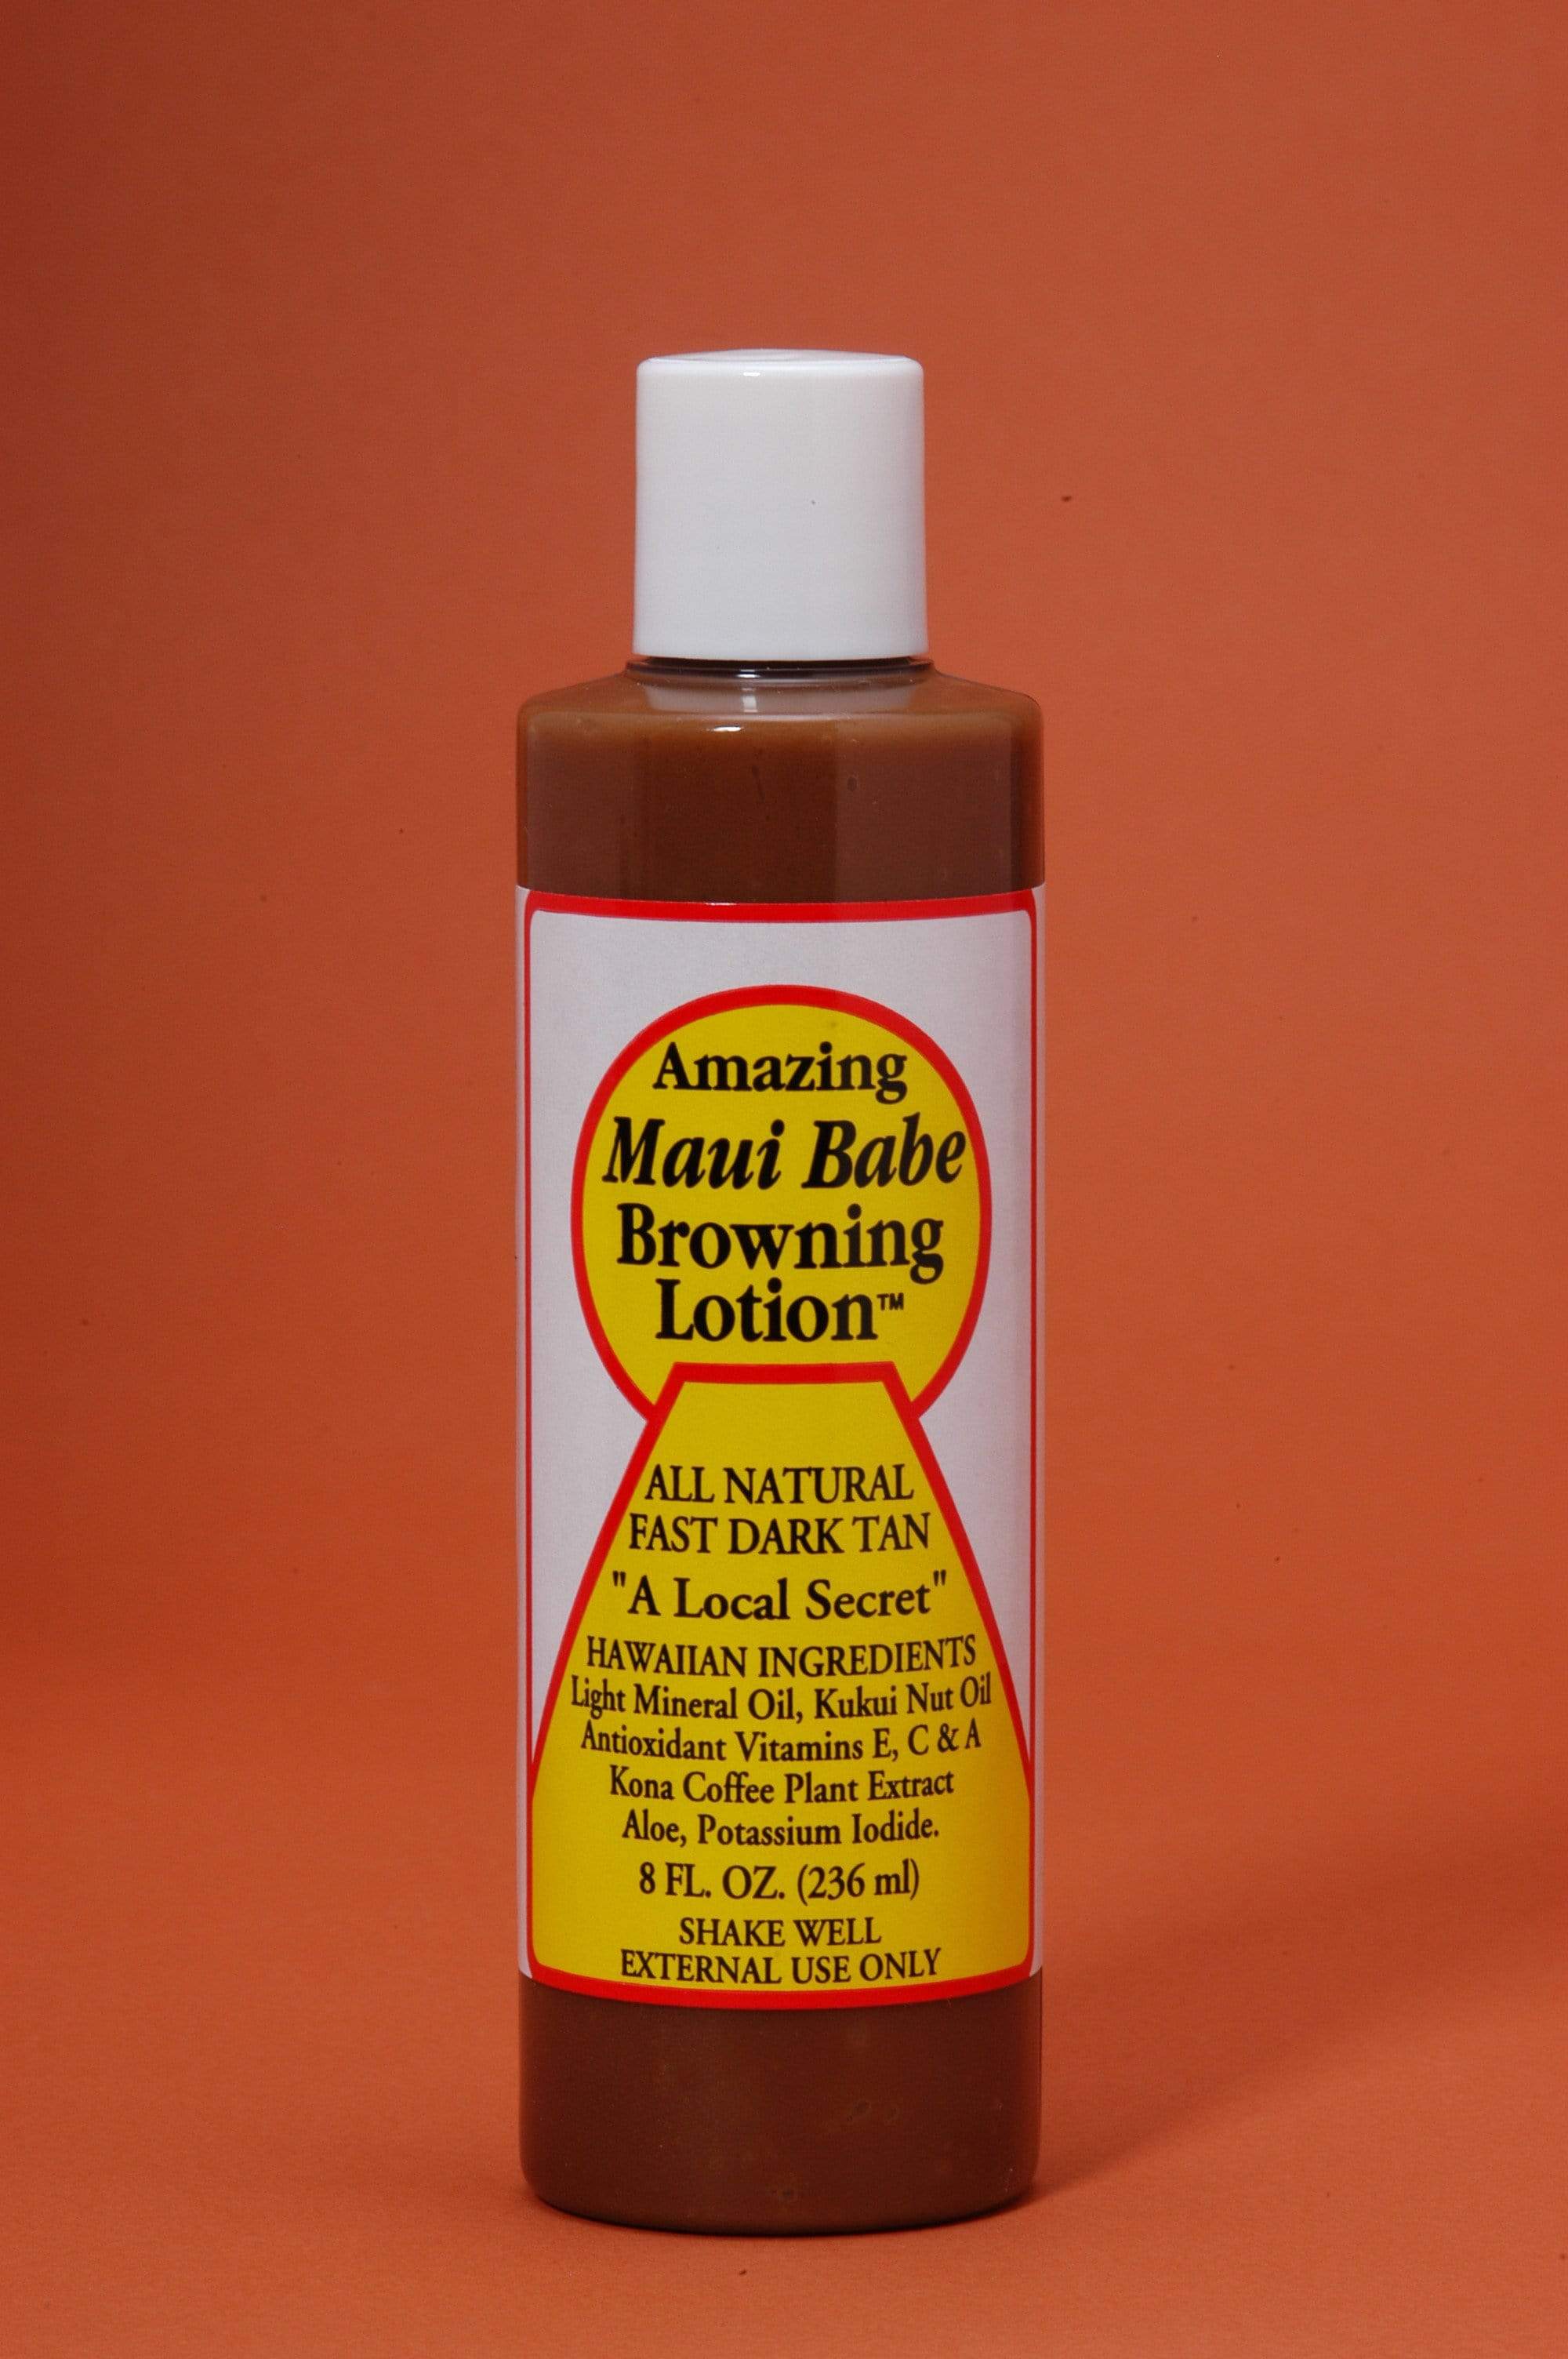 Amazing
Maui Babe
Browning
Lotion™
ALL NATURAL
FAST DARK TAN
"A Local Secret"
HAWAIIAN INGREDIENTS
Light Mineral Oil, Kukui Nut Oil
Antioxidant Vitamins E, C & A
Kona Coffee Plant Extract
Aloe, Potassium Iodide.
8 FL. OZ. (236 ml)
SHAKE WELL
EXTERNAL USE ONLY